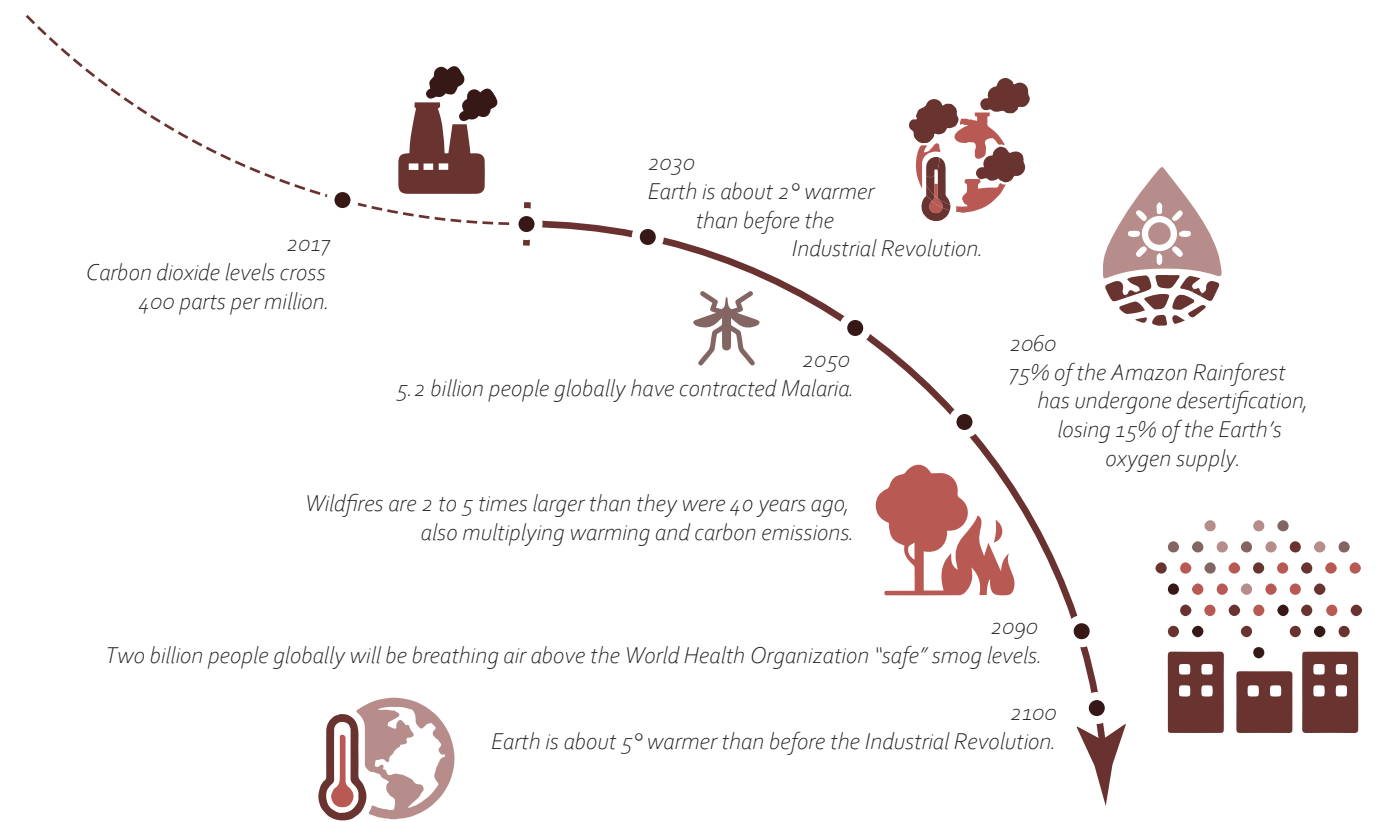 2017
Carbon dioxide levels cross
400 parts per million.
2030
Earth is about 2° warmer
than before the
Industrial Revolution.
2050
5.2 billion people globally have contracted Malaria.
2060
75% of the Amazon Rainforest
has undergone desertification,
losing 15% of the Earth’s
oxygen supply.
Wildfires are 2 to 5 times larger than they were 40 years ago,
also multiplying warming and carbon emissions.
2090
Two billion people globally will be breathing air above the World Health Organization “safe” smog levels.
2100
Earth is about 5° warmer than before the Industrial Revolution.